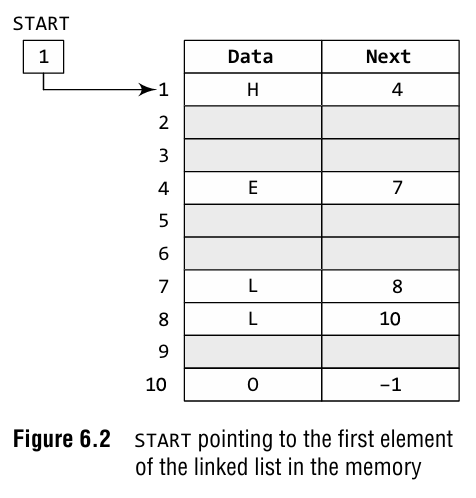 START
1
Data Next
1 H 4
2
3
4 E 7
5
6
7 L 8
8 L 10
9
10 O −1
Figure 6.2 START pointing to the first element
of the linked list in the memory